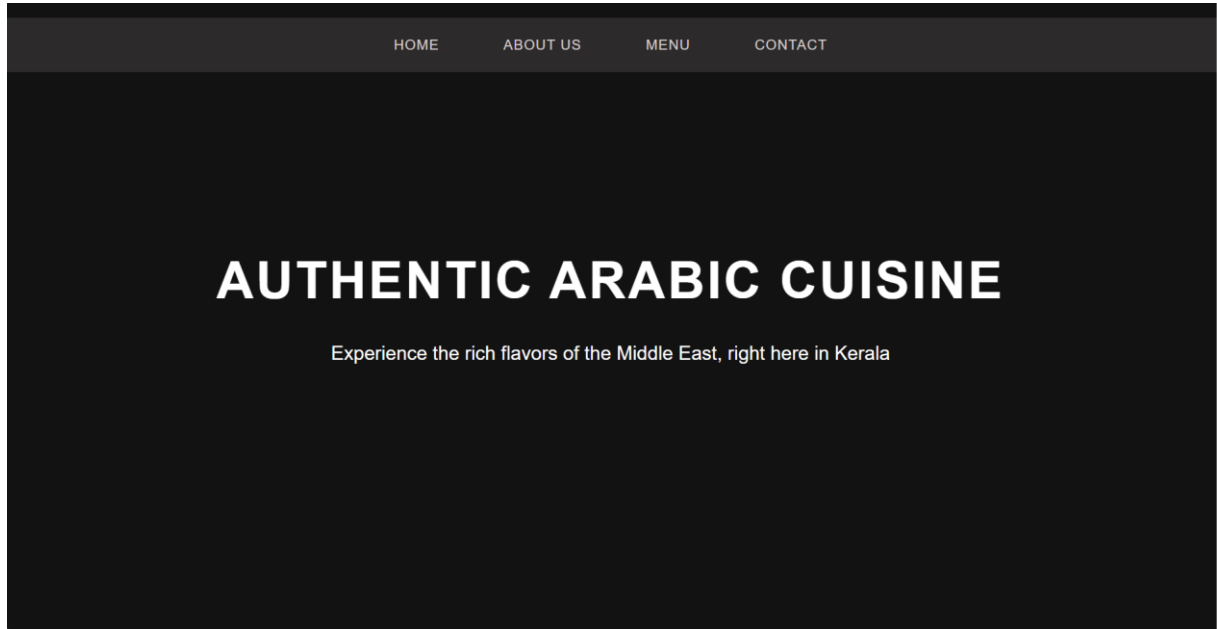 HOME ABOUT US MENU CONTACT
AUTHENTIC ARABIC CUISINE
Experience the rich flavors of the Middle East, right here in Kerala